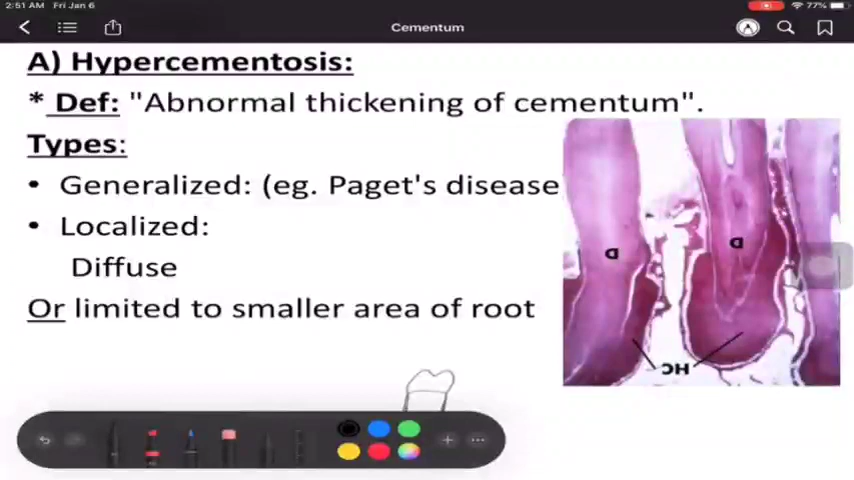 2:51 AM Fri Jan 6
77%
Cementum
A) Hypercementosis:
* Def: "Abnormal thickening of cementum".
Types:
• Generalized: (eg. Paget's disease
• Localized:
Diffuse
Or limited to smaller area of root
D
D
HC